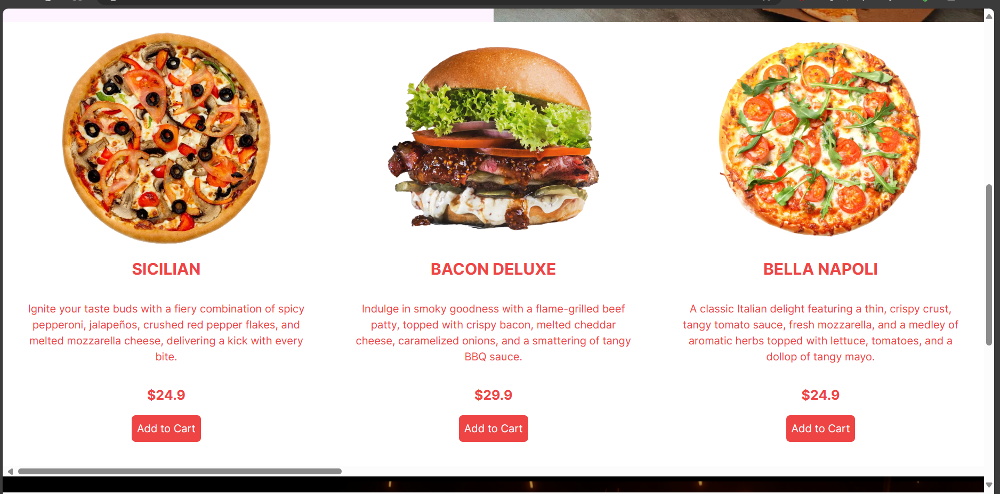 SICILIAN
Ignite your taste buds with a fiery combination of spicy
pepperoni, jalapeños, crushed red pepper flakes, and
melted mozzarella cheese, delivering a kick with every
bite.
$24.9
Add to Cart
BACON DELUXE
Indulge in smoky goodness with a flame-grilled beef
patty, topped with crispy bacon, melted cheddar
cheese, caramelized onions, and a smattering of tangy
BBQ sauce.
$29.9
Add to Cart
BELLA NAPOLI
A classic Italian delight featuring a thin, crispy crust,
tangy tomato sauce, fresh mozzarella, and a medley of
aromatic herbs topped with lettuce, tomatoes, and a
dollop of tangy mayo.
$24.9
Add to Cart